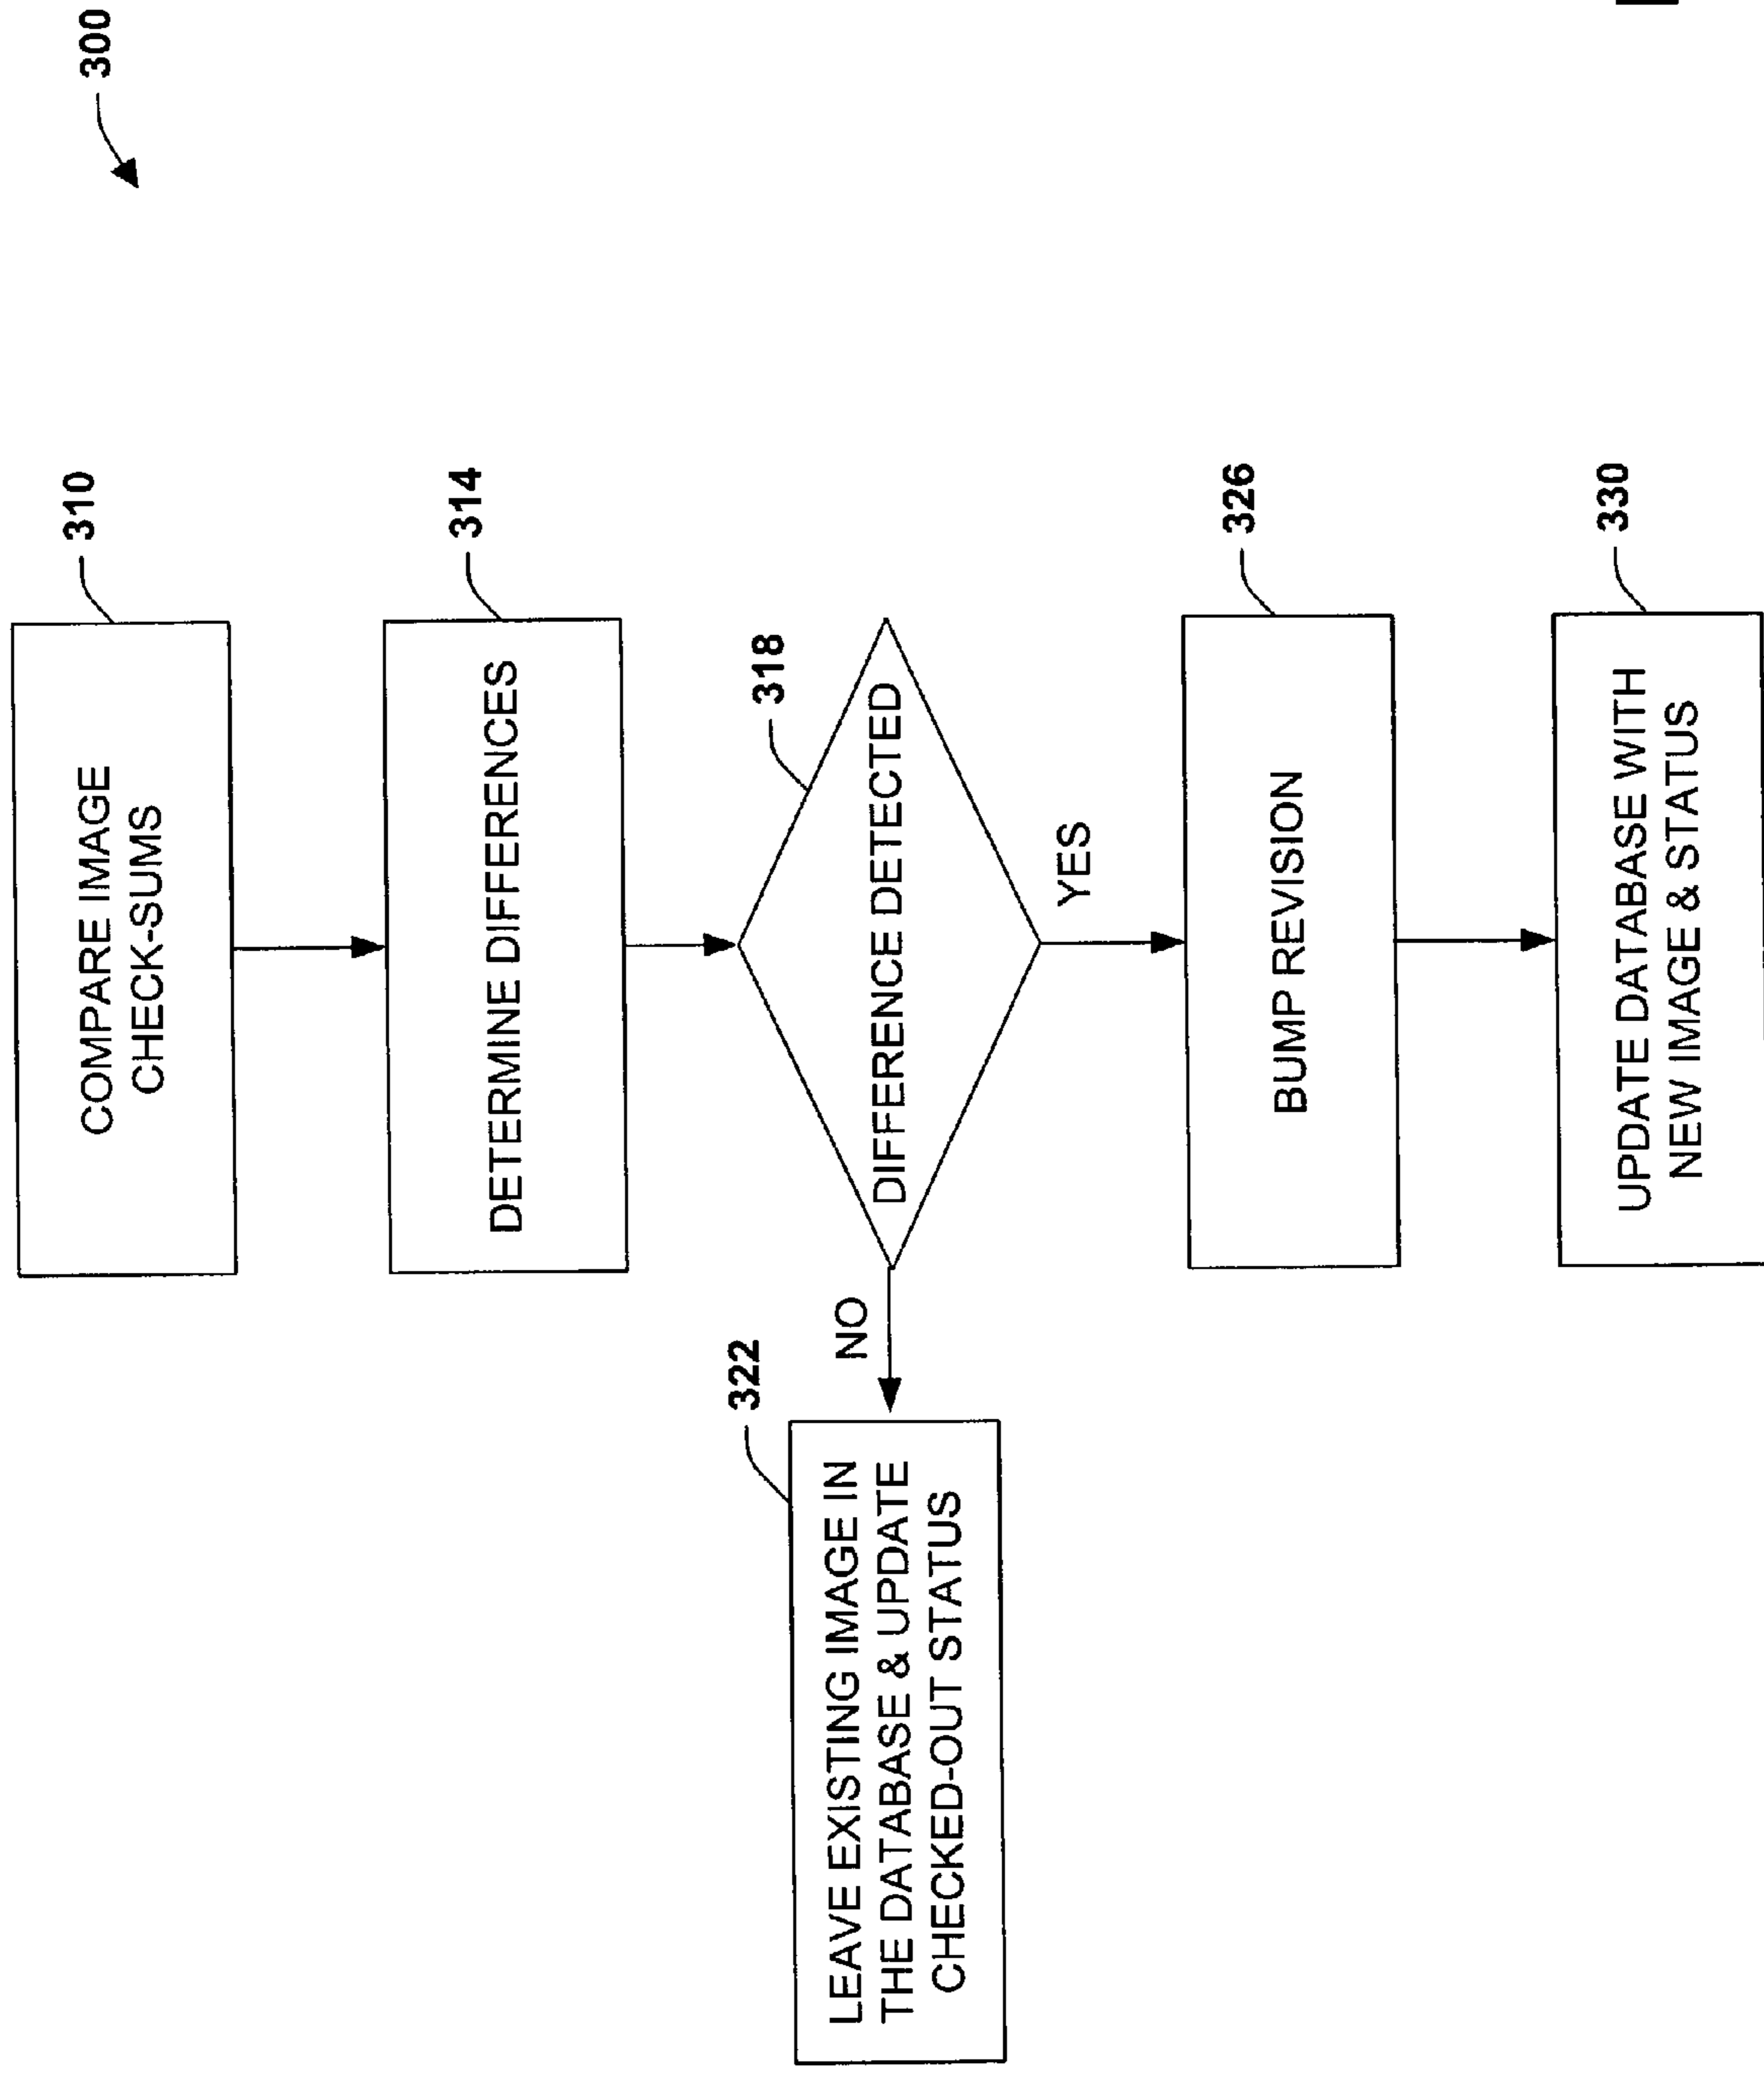 300
310
COMPARE IMAGE
CHECK-SUMS
314
DETERMINE DIFFERENCES
318
DIFFERENCE DETECTED
NO
322
LEAVE EXISTING IMAGE IN
THE DATABASE & UPDATE
CHECKED-OUT STATUS
YES
326
BUMP REVISION
330
UPDATE DATABASE WITH
NEW IMAGE & STATUS